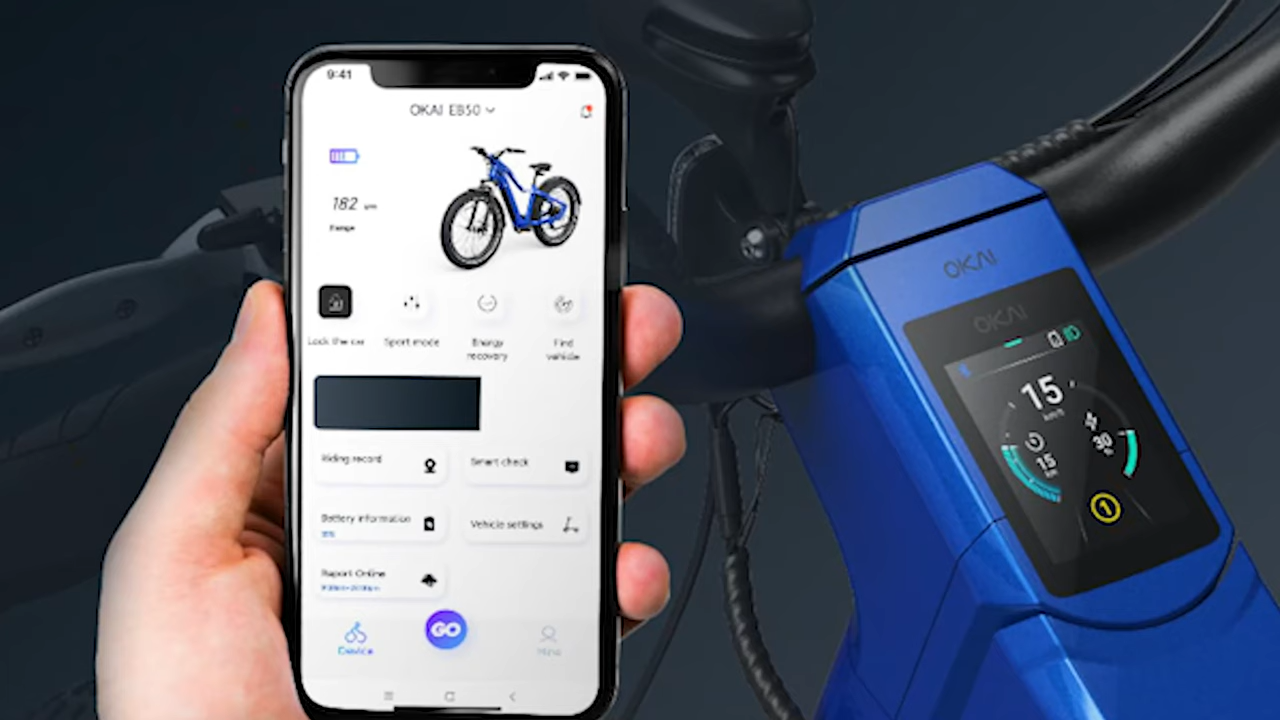 9:41
OKAI EB50
182
Range
Lock the car
Sport mode
Energy
recovery
Find
vehicle
Riding record
Smart check
Battery information
Vehicle settings
Report Online
GO
Device
Mine
OKAI
OKAI
15
km/h
15
km
30
1